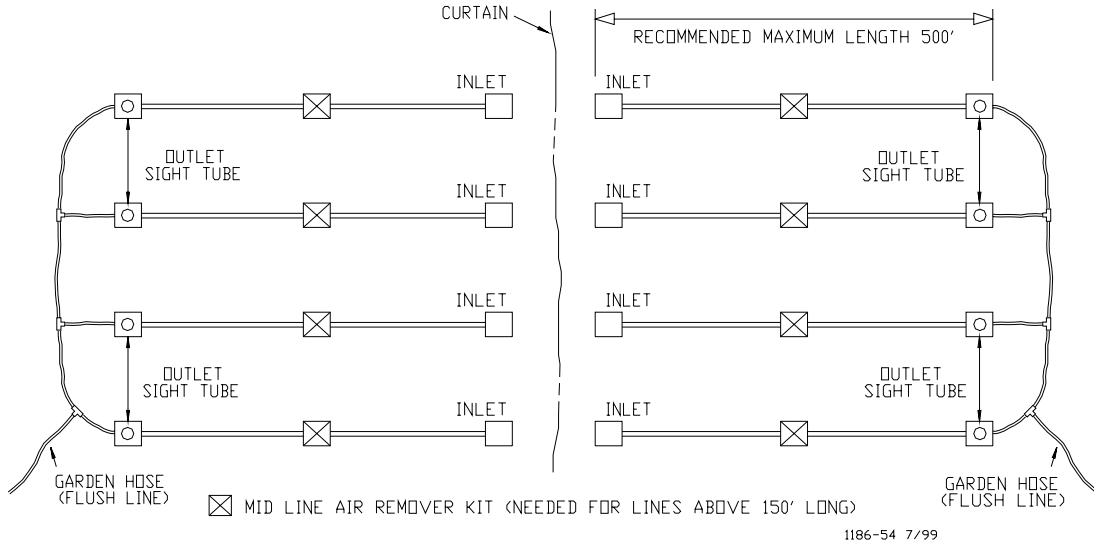 CURTAIN
RECOMMENDED MAXIMUM LENGTH 500'
INLET
INLET
OUTLET
SIGHT TUBE
OUTLET
SIGHT TUBE
INLET
INLET
INLET
INLET
OUTLET
SIGHT TUBE
OUTLET
SIGHT TUBE
INLET
INLET
GARDEN HOSE
(FLUSH LINE)
GARDEN HOSE
(FLUSH LINE)
MID LINE AIR REMOVER KIT (NEEDED FOR LINES ABOVE 150' LONG)
1186-54 7/99